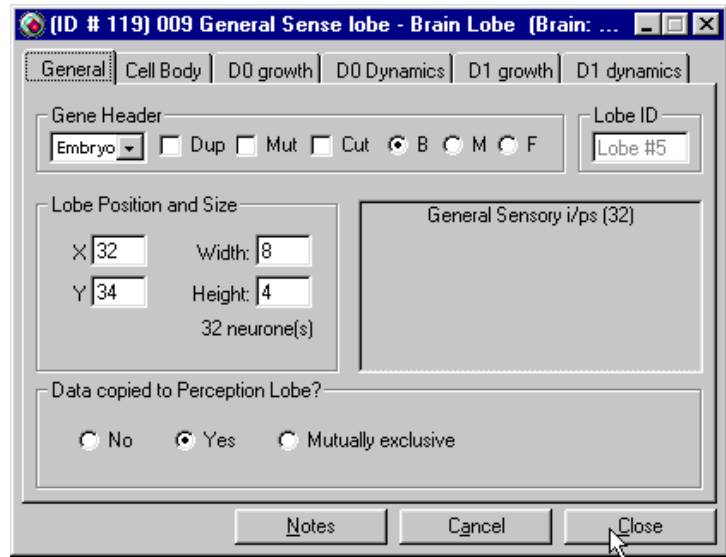 (ID # 119) 009 General Sense lobe - Brain Lobe (Brain: ...
General Cell Body D0 growth D0 Dynamics D1 growth D1 dynamics
Gene Header
Embryo Dup Mut Cut B M F
Lobe ID
Lobe #5
Lobe Position and Size
X 32 Width: 8
Y 34 Height: 4
32 neurone(s)
General Sensory i/ps (32)
Data copied to Perception Lobe?
No Yes Mutually exclusive
Notes Cancel Close